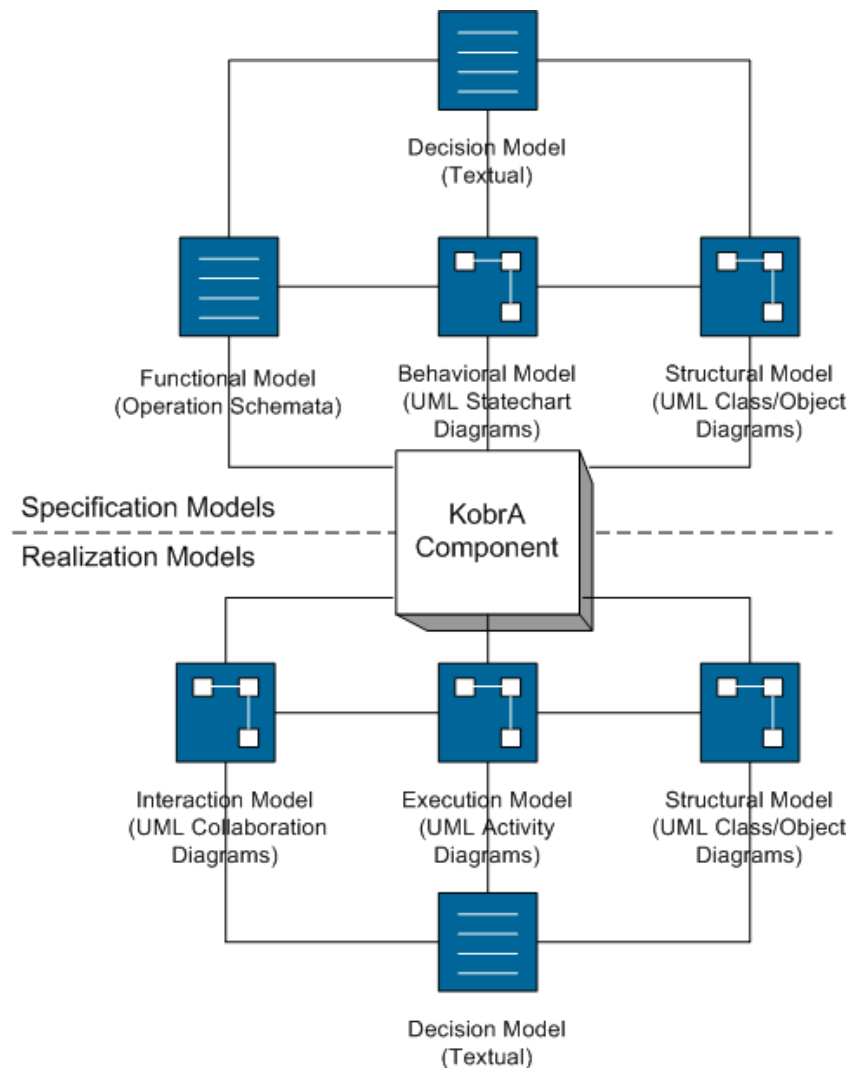 Decision Model
(Textual)
Functional Model
(Operation Schemata)
Behavioral Model
(UML Statechart
Diagrams)
Structural Model
(UML Class/Object
Diagrams)
Specification Models
KobrA
Component
Realization Models
Interaction Model
(UML Collaboration
Diagrams)
Execution Model
(UML Activity
Diagrams)
Structural Model
(UML Class/Object
Diagrams)
Decision Model
(Textual)